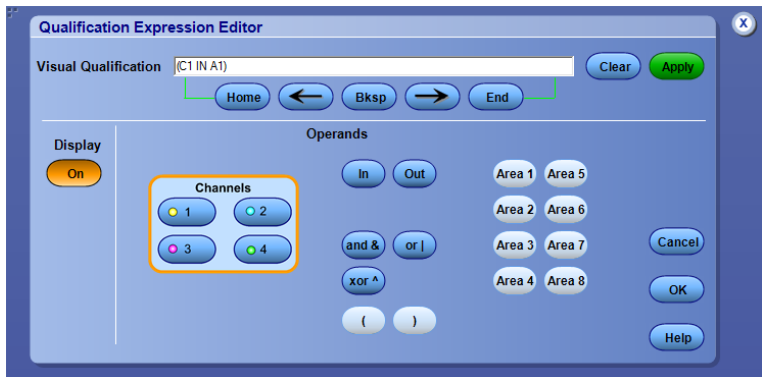 Qualification Expression Editor
X
Visual Qualification (C1 IN A1) Clear Apply
Home Bksp End
Display Operands
On In Out Area 1 Area 5
Channels
1 2 Area 2 Area 6
3 4 and & or | Area 3 Area 7 Cancel
xor ^ Area 4 Area 8 OK
( )
Help